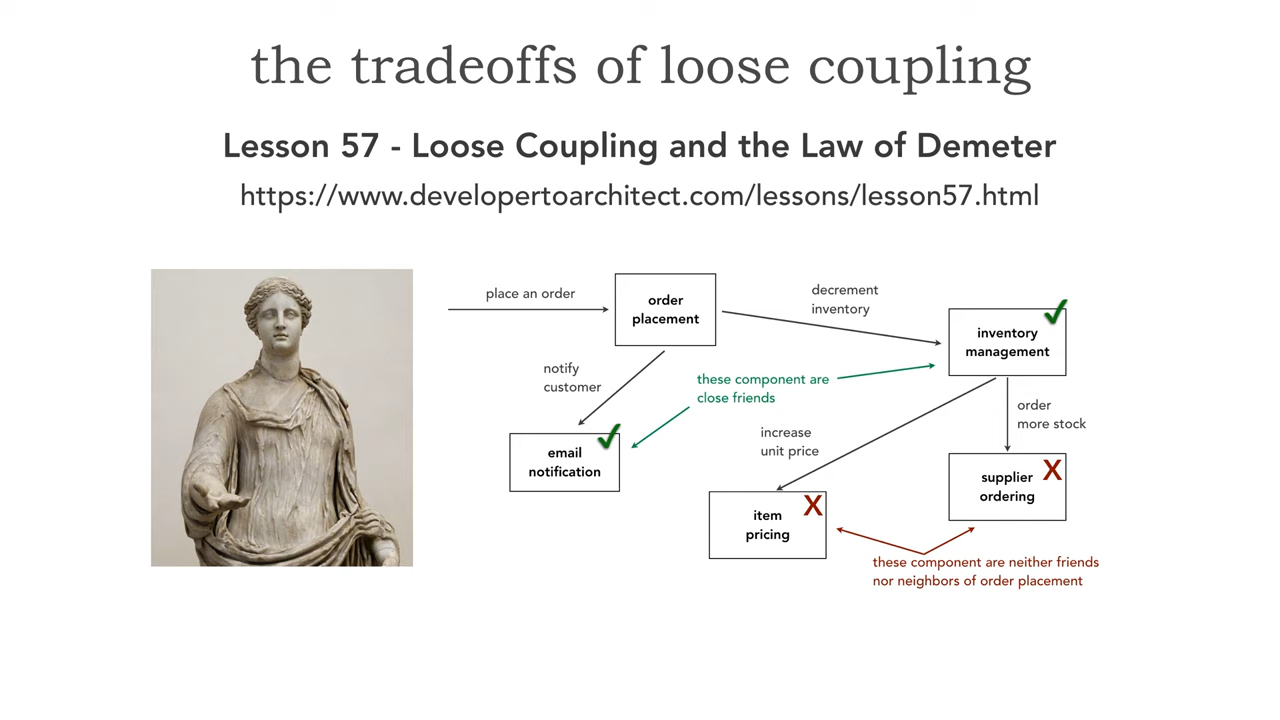 the tradeoffs of loose coupling
Lesson 57 - Loose Coupling and the Law of Demeter
https://www.developertoarchitect.com/lessons/lesson57.html
place an order
order
placement
decrement
inventory
inventory
management
notify
customer
these component are
close friends
order
more stock
increase
unit price
email
notification
supplier
ordering
X
item
pricing
X
these component are neither friends
nor neighbors of order placement